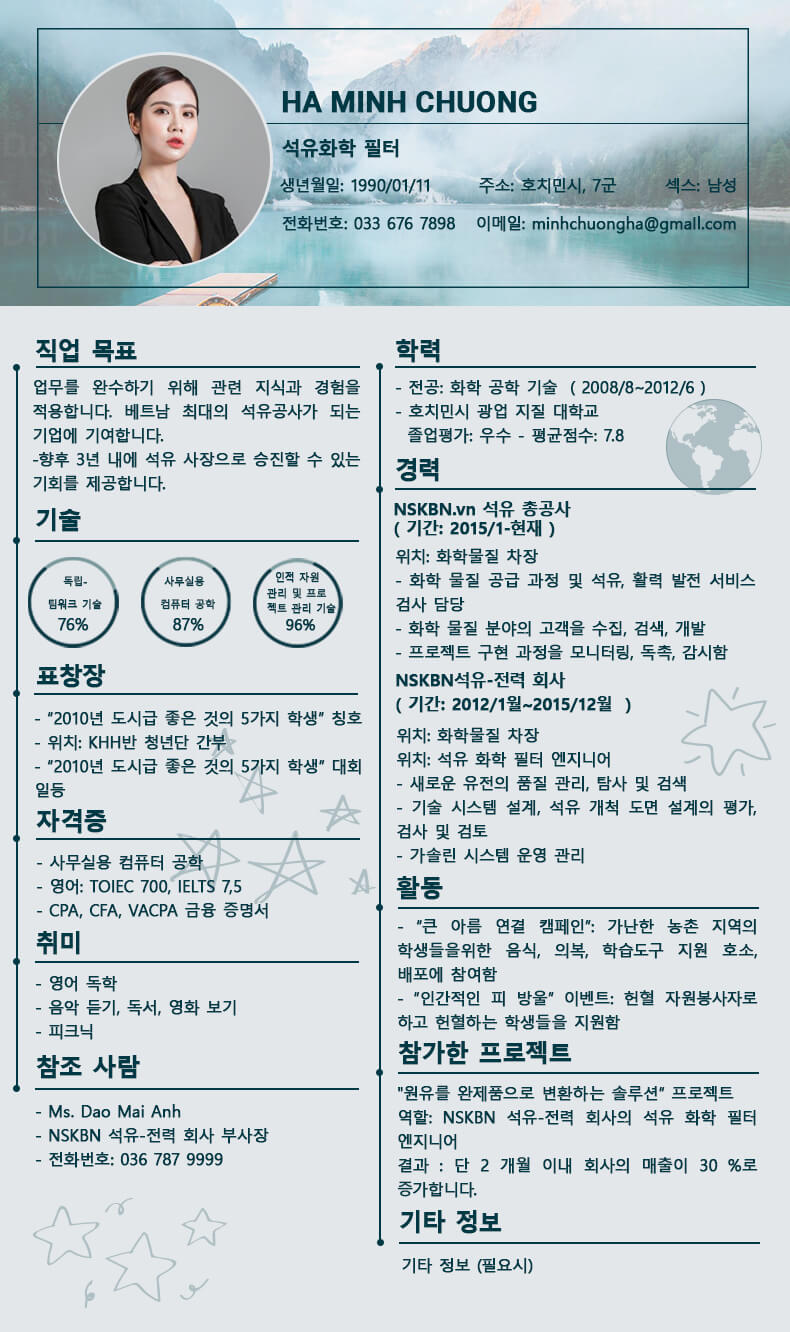 HA MINH CHUONG
석유화학 필터
생년월일: 1990/01/11 주소: 호치민시, 7군 섹스: 남성
전화번호: 033 676 7898 이메일: minhchuongha@gmall.com
직업 목표
업무를 완수하기 위해 관련 지식과 경험을
적용합니다. 베트남 최대의 석유공사가 되는
기업에 기여합니다.
-향후 3년 내에 석유 사장으로 승진할 수 있는
기회를 제공합니다.
기술
독립-
팀워크 기술
76%
사무실용
컴퓨터 공학
87%
인적 자원
관리 및 프로
젝트 관리 기술
96%
표창장
- “2010년 도시급 좋은 것의 5가지 학생” 칭호
- 위치: KHH반 청년단 간부
- “2010년 도시급 좋은 것의 5가지 학생” 대회
일등
자격증
- 사무실용 컴퓨터 공학
- 영어: TOIEC 700, IELTS 7,5
- CPA, CFA, VACPA 금융 증명서
취미
- 영어 독학
- 음악 듣기, 독서, 영화 보기
- 피크닉
참조 사람
- Ms. Dao Mai Anh
- NSKBN 석유-전력 회사 부사장
- 전화번호: 036 787 9999
학력
- 전공: 화학 공학 기술 ( 2008/8~2012/6 )
- 호치민시 광업 지질 대학교
졸업평가: 우수 - 평균점수: 7.8
경력
NSKBN.vn 석유 총공사
( 기간: 2015/1-현재 )
위치: 화학물질 차장
- 화학 물질 공급 과정 및 석유, 활력 발전 서비스
검사 담당
- 화학 물질 분야의 고객을 수집, 검색, 개발
- 프로젝트 구현 과정을 모니터링, 독촉, 감시함
NSKBN석유-전력 회사
( 기간: 2012/1월~2015/12월 )
위치: 화학물질 차장
위치: 석유 화학 필터 엔지니어
- 새로운 유전의 품질 관리, 탐사 및 검색
- 기술 시스템 설계, 석유 개척 도면 설계의 평가,
검사 및 검토
- 가솔린 시스템 운영 관리
활동
- “큰 아름 연결 캠페인”: 가난한 농촌 지역의
학생들을위한 음식, 의복, 학습도구 지원 호소,
배포에 참여함
- “인간적인 피 방울” 이벤트: 헌혈 자원봉사자로
하고 헌혈하는 학생들을 지원함
참가한 프로젝트
"원유를 완제품으로 변환하는 솔루션” 프로젝트
역할: NSKBN 석유-전력 회사의 석유 화학 필터
엔지니어
결과 : 단 2 개월 이내 회사의 매출이 30 %로
증가합니다.
기타 정보
기타 정보 (필요시)